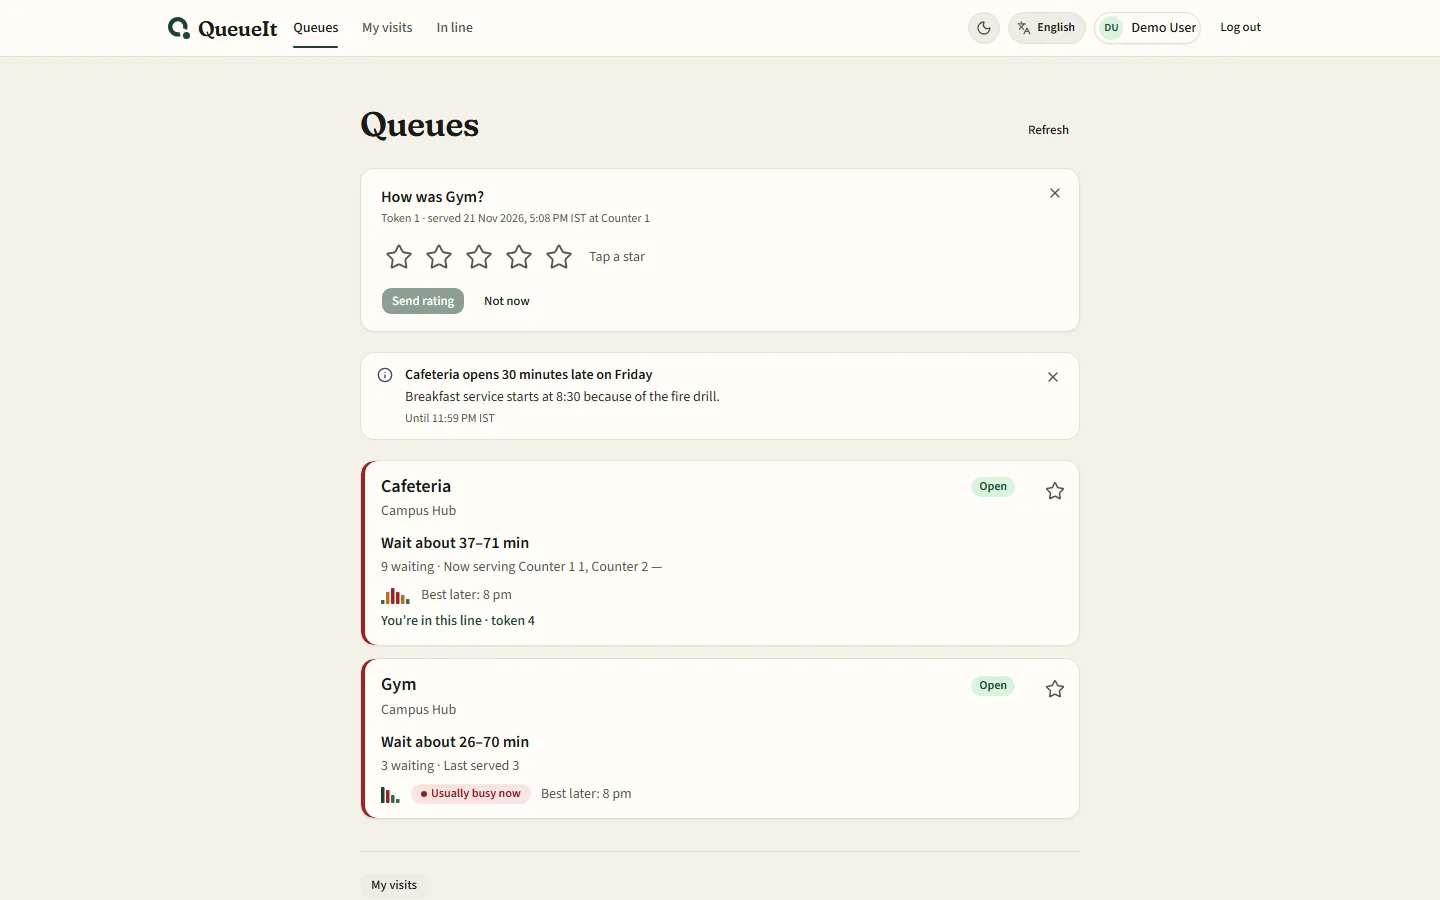 QueueIt
Queues
My visits
In line
English
DU
Demo User
Log out
Queues
Refresh
How was Gym?
Token 1 · served 21 Nov 2026, 5:08 PM IST at Counter 1
Tap a star
Send rating
Not now
Cafeteria opens 30 minutes late on Friday
Breakfast service starts at 8:30 because of the fire drill.
Until 11:59 PM IST
Cafeteria
Open
Campus Hub
Wait about 37–71 min
9 waiting · Now serving Counter 1 1, Counter 2 —
Best later: 8 pm
You’re in this line · token 4
Gym
Open
Campus Hub
Wait about 26–70 min
3 waiting · Last served 3
Usually busy now
Best later: 8 pm
My visits